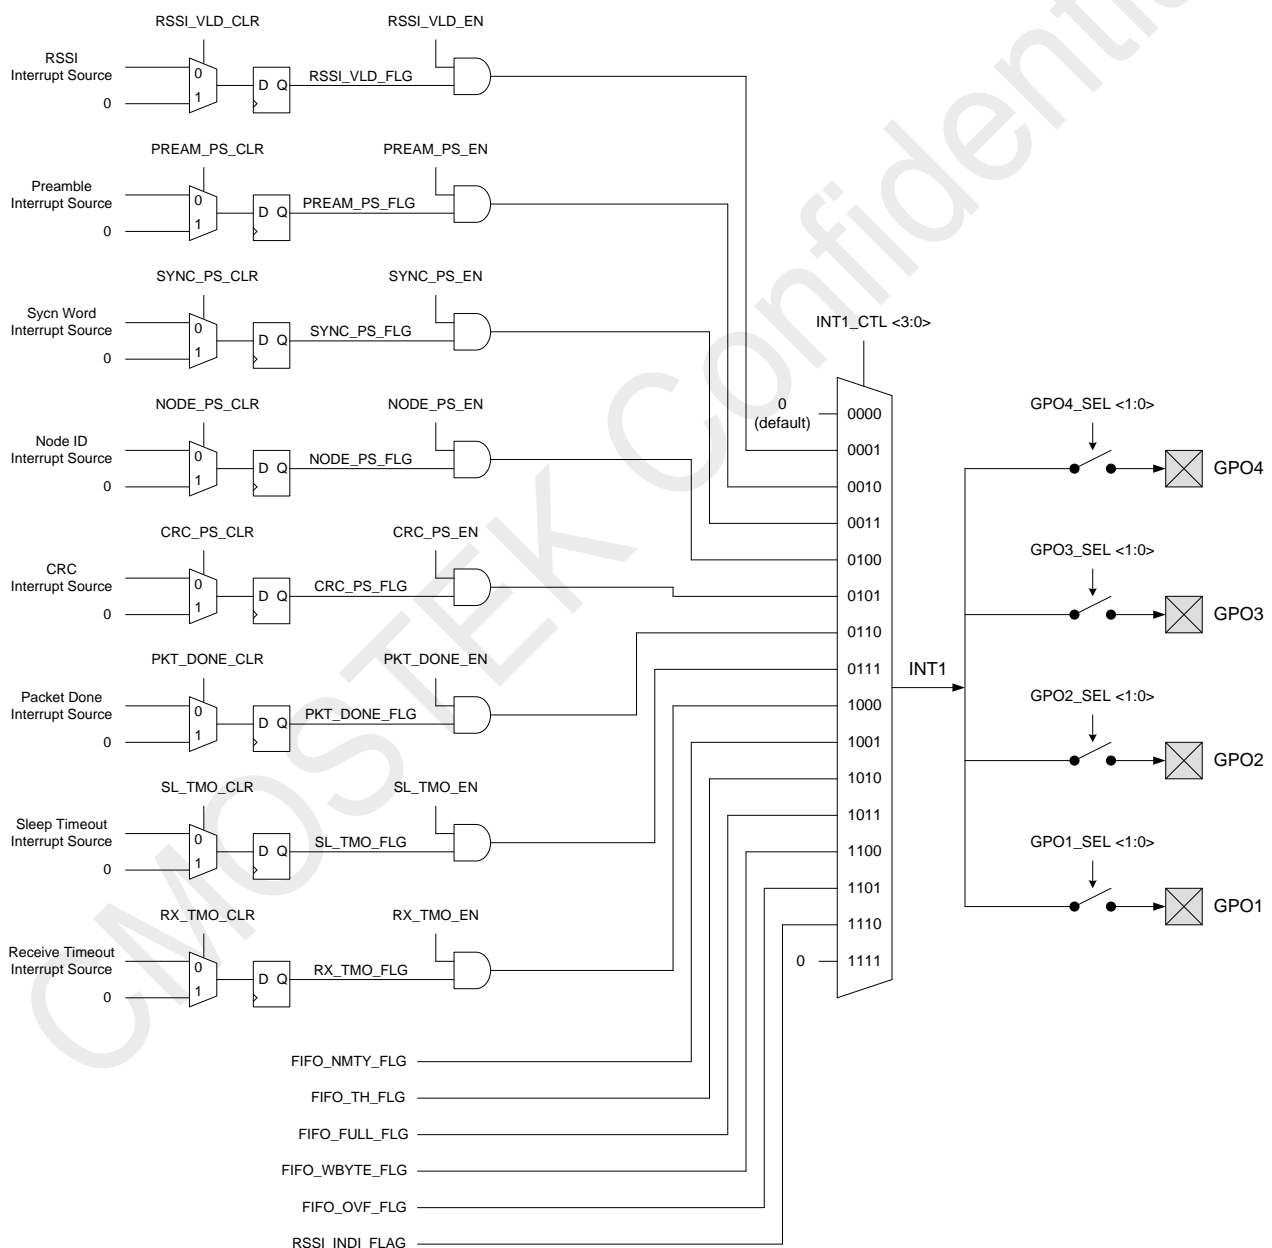 RSSI_VLD_CLR
RSSI_VLD_EN
RSSI
Interrupt Source
0
0
1
D Q
RSSI_VLD_FLG
PREAM_PS_CLR
PREAM_PS_EN
Preamble
Interrupt Source
0
0
1
D Q
PREAM_PS_FLG
SYNC_PS_CLR
SYNC_PS_EN
Sycn Word
Interrupt Source
0
0
1
D Q
SYNC_PS_FLG
NODE_PS_CLR
NODE_PS_EN
Node ID
Interrupt Source
0
0
1
D Q
NODE_PS_FLG
CRC_PS_CLR
CRC_PS_EN
CRC
Interrupt Source
0
0
1
D Q
CRC_PS_FLG
PKT_DONE_CLR
PKT_DONE_EN
Packet Done
Interrupt Source
0
0
1
D Q
PKT_DONE_FLG
SL_TMO_CLR
SL_TMO_EN
Sleep Timeout
Interrupt Source
0
0
1
D Q
SL_TMO_FLG
RX_TMO_CLR
RX_TMO_EN
Receive Timeout
Interrupt Source
0
0
1
D Q
RX_TMO_FLG
FIFO_NMTY_FLG
FIFO_TH_FLG
FIFO_FULL_FLG
FIFO_WBYTE_FLG
FIFO_OVF_FLG
RSSI_INDI_FLAG
INT1_CTL <3:0>
0
(default)
0000
0001
0010
0011
0100
0101
0110
0111
1000
1001
1010
1011
1100
1101
1110
0
1111
INT1
GPO4_SEL <1:0>
GPO4
GPO3_SEL <1:0>
GPO3
GPO2_SEL <1:0>
GPO2
GPO1_SEL <1:0>
GPO1
CMOSTEK